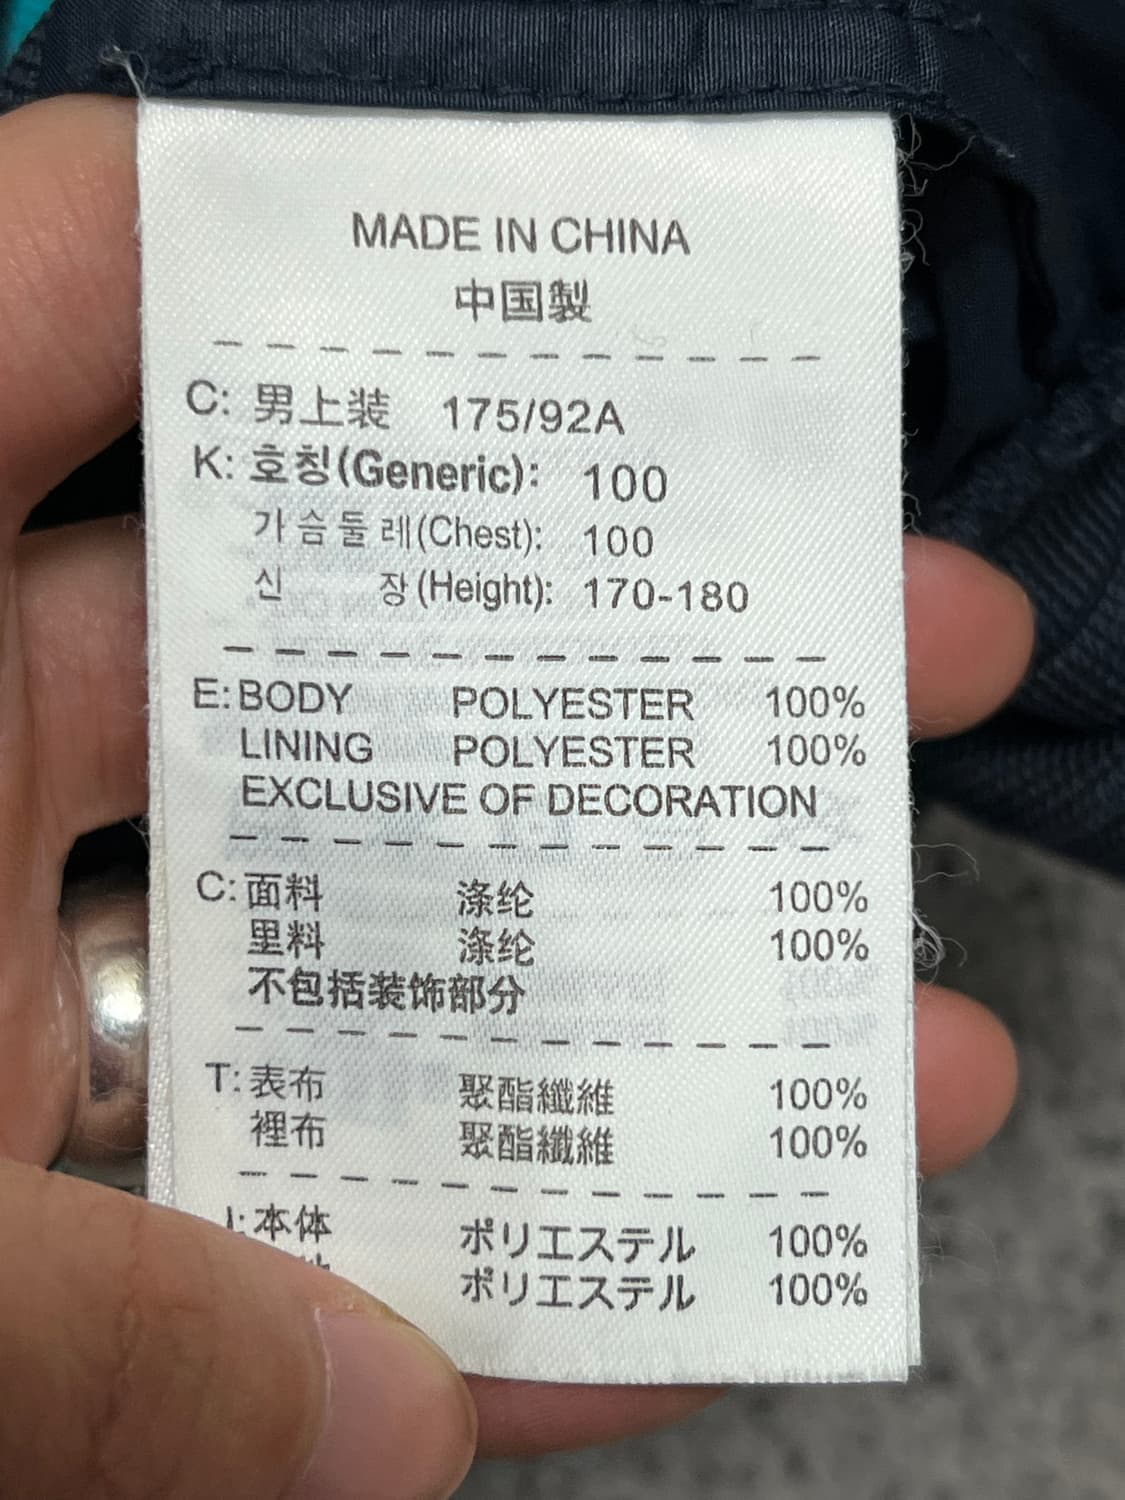 MADE IN CHINA
中国製
C: 男上装 175/92A
K: 호칭(Generic): 100
가슴둘레(Chest): 100
신 장(Height): 170-180
E: BODY POLYESTER 100%
LINING POLYESTER 100%
EXCLUSIVE OF DECORATION
C: 面料 涤纶 100%
里料 涤纶 100%
不包括装饰部分
T: 表布 聚酯纖維 100%
裡布 聚酯纖維 100%
J: 本体 ポリエステル 100%
ポリエステル 100%